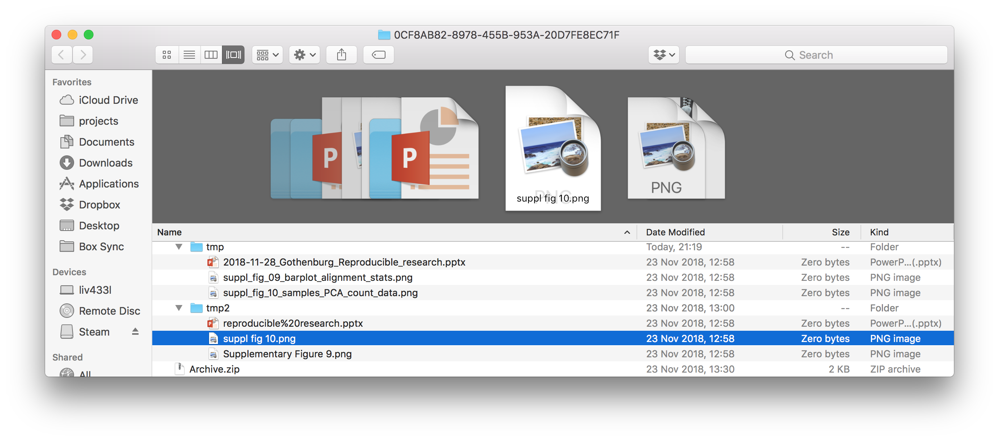 0CF8AB82-8978-455B-953A-20D7FE8EC71F
Search
Favorites
iCloud Drive
projects
Documents
Downloads
Applications
Dropbox
Desktop
Box Sync
Devices
liv433l
Remote Disc
Steam
Shared
All
P
P
PNG
suppl fig 10.png
PNG
Name Date Modified Size Kind
tmp Today, 21:19 -- Folder
2018-11-28_Gothenburg_Reproducible_research.pptx 23 Nov 2018, 12:58 Zero bytes PowerP...(.pptx)
suppl_fig_09_barplot_alignment_stats.png 23 Nov 2018, 12:58 Zero bytes PNG image
suppl_fig_10_samples_PCA_count_data.png 23 Nov 2018, 12:58 Zero bytes PNG image
tmp2 23 Nov 2018, 13:00 -- Folder
reproducible%20research.pptx 23 Nov 2018, 12:58 Zero bytes PowerP...(.pptx)
suppl fig 10.png 23 Nov 2018, 12:58 Zero bytes PNG image
Supplementary Figure 9.png 23 Nov 2018, 12:58 Zero bytes PNG image
Archive.zip 23 Nov 2018, 13:30 2 KB ZIP archive